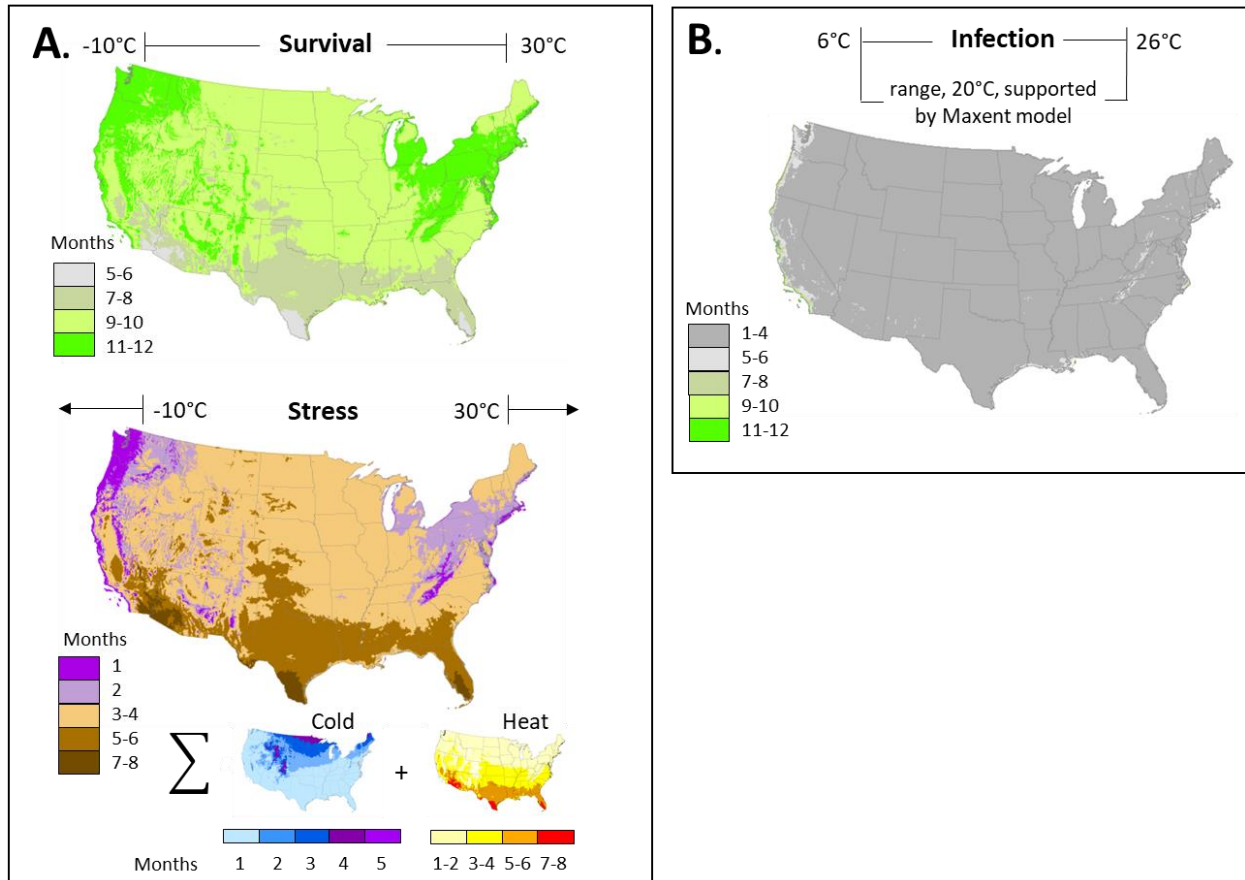 A.
-10°C Survival 30°C
Months
5-6
7-8
9-10
11-12
-10°C Stress 30°C
Months
1
2
3-4
5-6
7-8
∑ Cold + Heat
Months 1 2 3 4 5 1-2 3-4 5-6 7-8
B.
6°C Infection 26°C
range, 20°C, supported
by Maxent model
Months
1-4
5-6
7-8
9-10
11-12